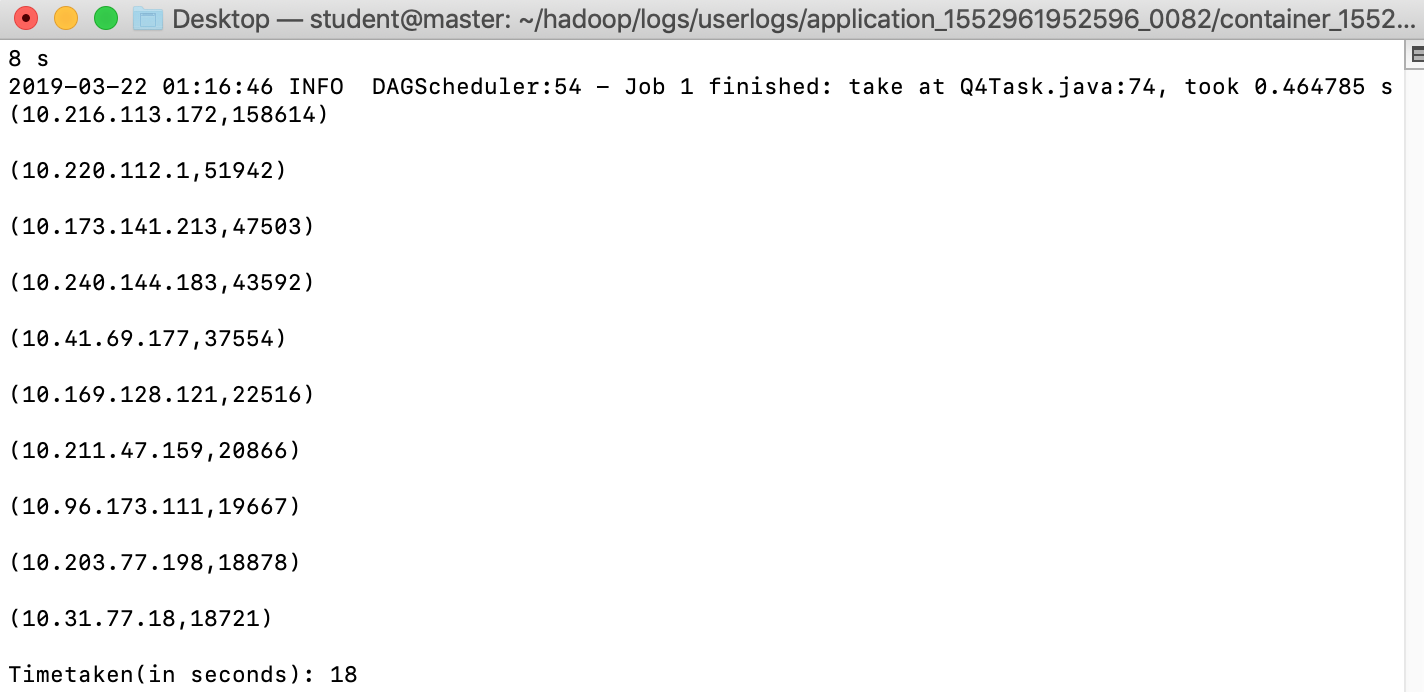 Desktop — student@master: ~/hadoop/logs/userlogs/application_1552961952596_0082/container_1552...
8 s
2019-03-22 01:16:46 INFO  DAGScheduler:54 - Job 1 finished: take at Q4Task.java:74, took 0.464785 s
(10.216.113.172,158614)
(10.220.112.1,51942)
(10.173.141.213,47503)
(10.240.144.183,43592)
(10.41.69.177,37554)
(10.169.128.121,22516)
(10.211.47.159,20866)
(10.96.173.111,19667)
(10.203.77.198,18878)
(10.31.77.18,18721)
Timetaken(in seconds): 18